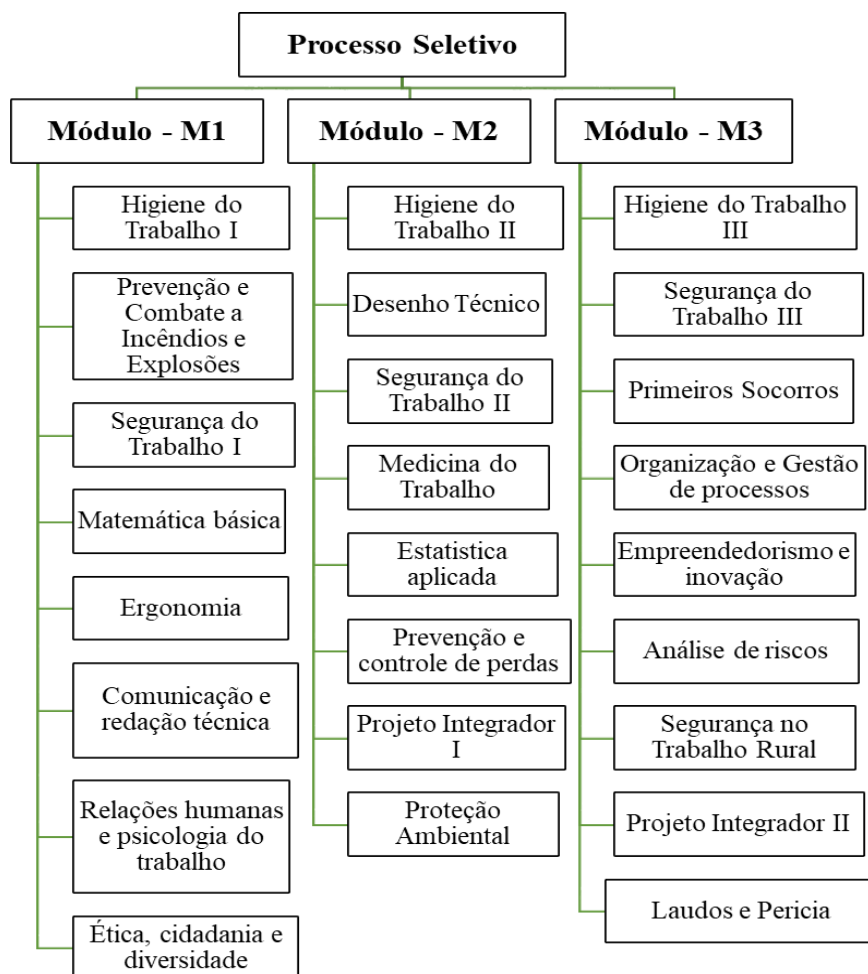 Processo Seletivo
Módulo - M1
Higiene do
Trabalho I
Prevenção e
Combate a
Incêndios e
Explosões
Segurança do
Trabalho I
Matemática básica
Ergonomia
Comunicação e
redação técnica
Relações humanas
e psicologia do
trabalho
Ética, cidadania e
diversidade
Módulo - M2
Higiene do
Trabalho II
Desenho Técnico
Segurança do
Trabalho II
Medicina do
Trabalho
Estatistica
aplicada
Prevenção e
controle de perdas
Projeto Integrador
I
Proteção
Ambiental
Módulo - M3
Higiene do Trabalho
III
Segurança do
Trabalho III
Primeiros Socorros
Organização e Gestão
de processos
Empreendedorismo e
inovação
Análise de riscos
Segurança no
Trabalho Rural
Projeto Integrador II
Laudos e Pericia